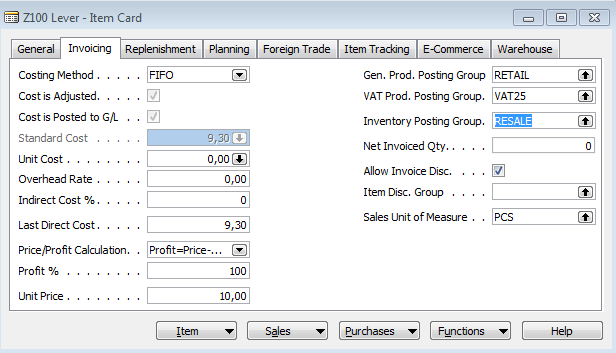 Z100 Lever - Item Card
General Invoicing Replenishment Planning Foreign Trade Item Tracking E-Commerce Warehouse
Costing Method . . . . . FIFO
Cost is Adjusted. . . . .
Cost is Posted to G/L . .
Standard Cost . . . . . . 9,30
Unit Cost . . . . . . . . 0,00
Overhead Rate . . . . . 0,00
Indirect Cost % . . . . . 0
Last Direct Cost . . . . . 9,30
Price/Profit Calculation. . Profit=Price-...
Profit % . . . . . . . . 100
Unit Price . . . . . . . . 10,00
Gen. Prod. Posting Group RETAIL
VAT Prod. Posting Group. VAT25
Inventory Posting Group. RESALE
Net Invoiced Qty. . . . . 0
Allow Invoice Disc. . . . .
Item Disc. Group . . . .
Sales Unit of Measure . . PCS
Item Sales Purchases Functions Help